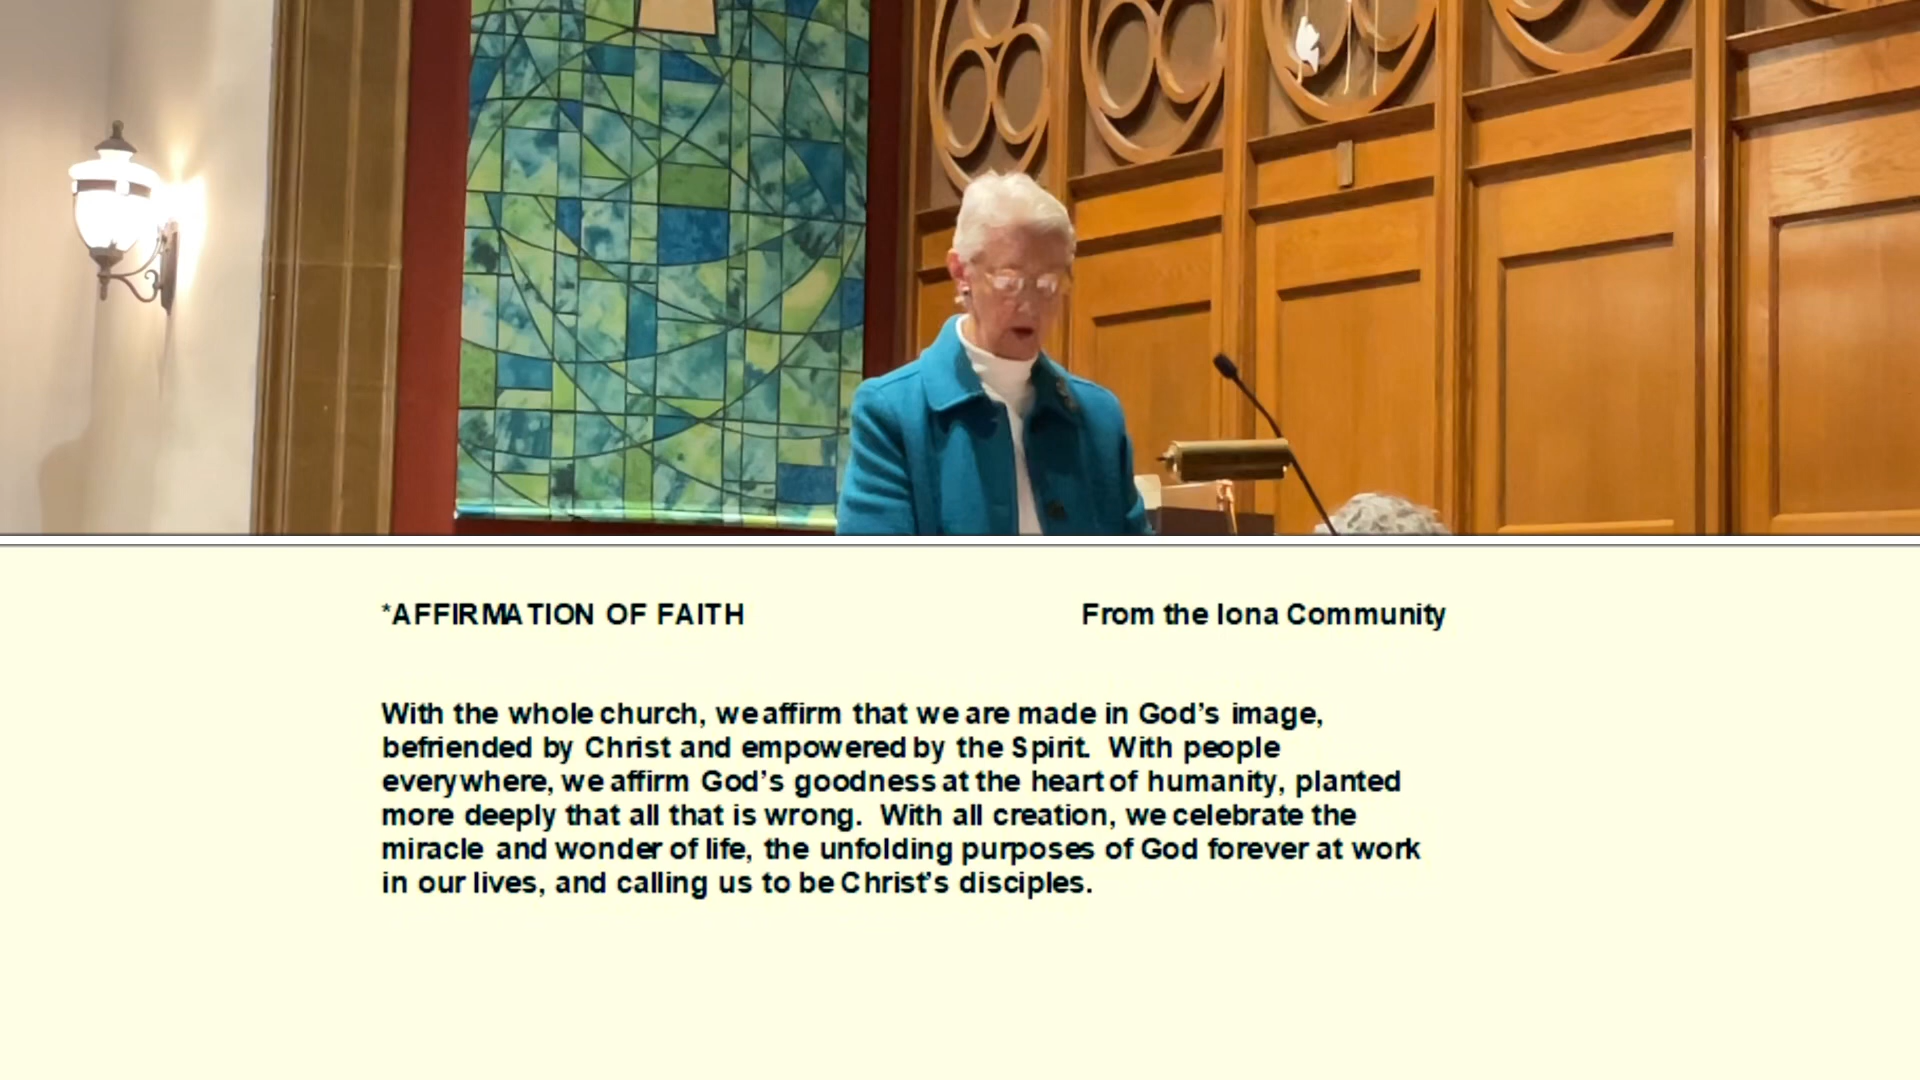 *AFFIRMATION OF FAITH From the Iona Community
With the whole church, we affirm that we are made in God's image,
befriended by Christ and empowered by the Spirit. With people
everywhere, we affirm God's goodness at the heart of humanity, planted
more deeply that all that is wrong. With all creation, we celebrate the
miracle and wonder of life, the unfolding purposes of God forever at work
in our lives, and calling us to be Christ's disciples.